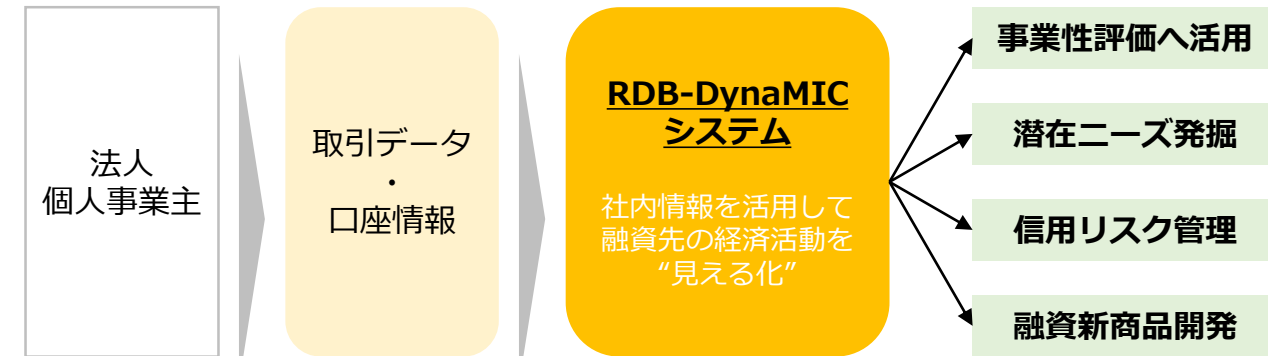 法人
個人事業主
取引データ
・
口座情報
RDB-DynaMIC
システム
社内情報を活用して
融資先の経済活動を
“見える化”
事業性評価へ活用
潜在ニーズ発掘
信用リスク管理
融資新商品開発